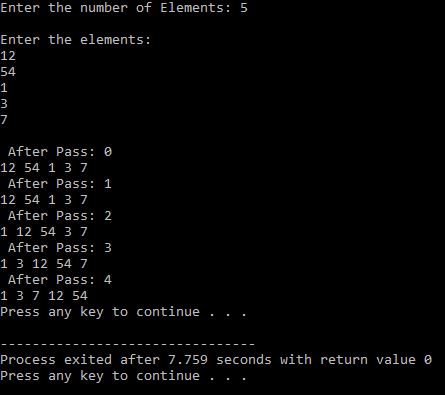 Enter the number of Elements: 5
Enter the elements:
12
54
1
3
7
After Pass: 0
12 54 1 3 7
After Pass: 1
12 54 1 3 7
After Pass: 2
1 12 54 3 7
After Pass: 3
1 3 12 54 7
After Pass: 4
1 3 7 12 54
Press any key to continue . . .
--------------------------------
Process exited after 7.759 seconds with return value 0
Press any key to continue . . .